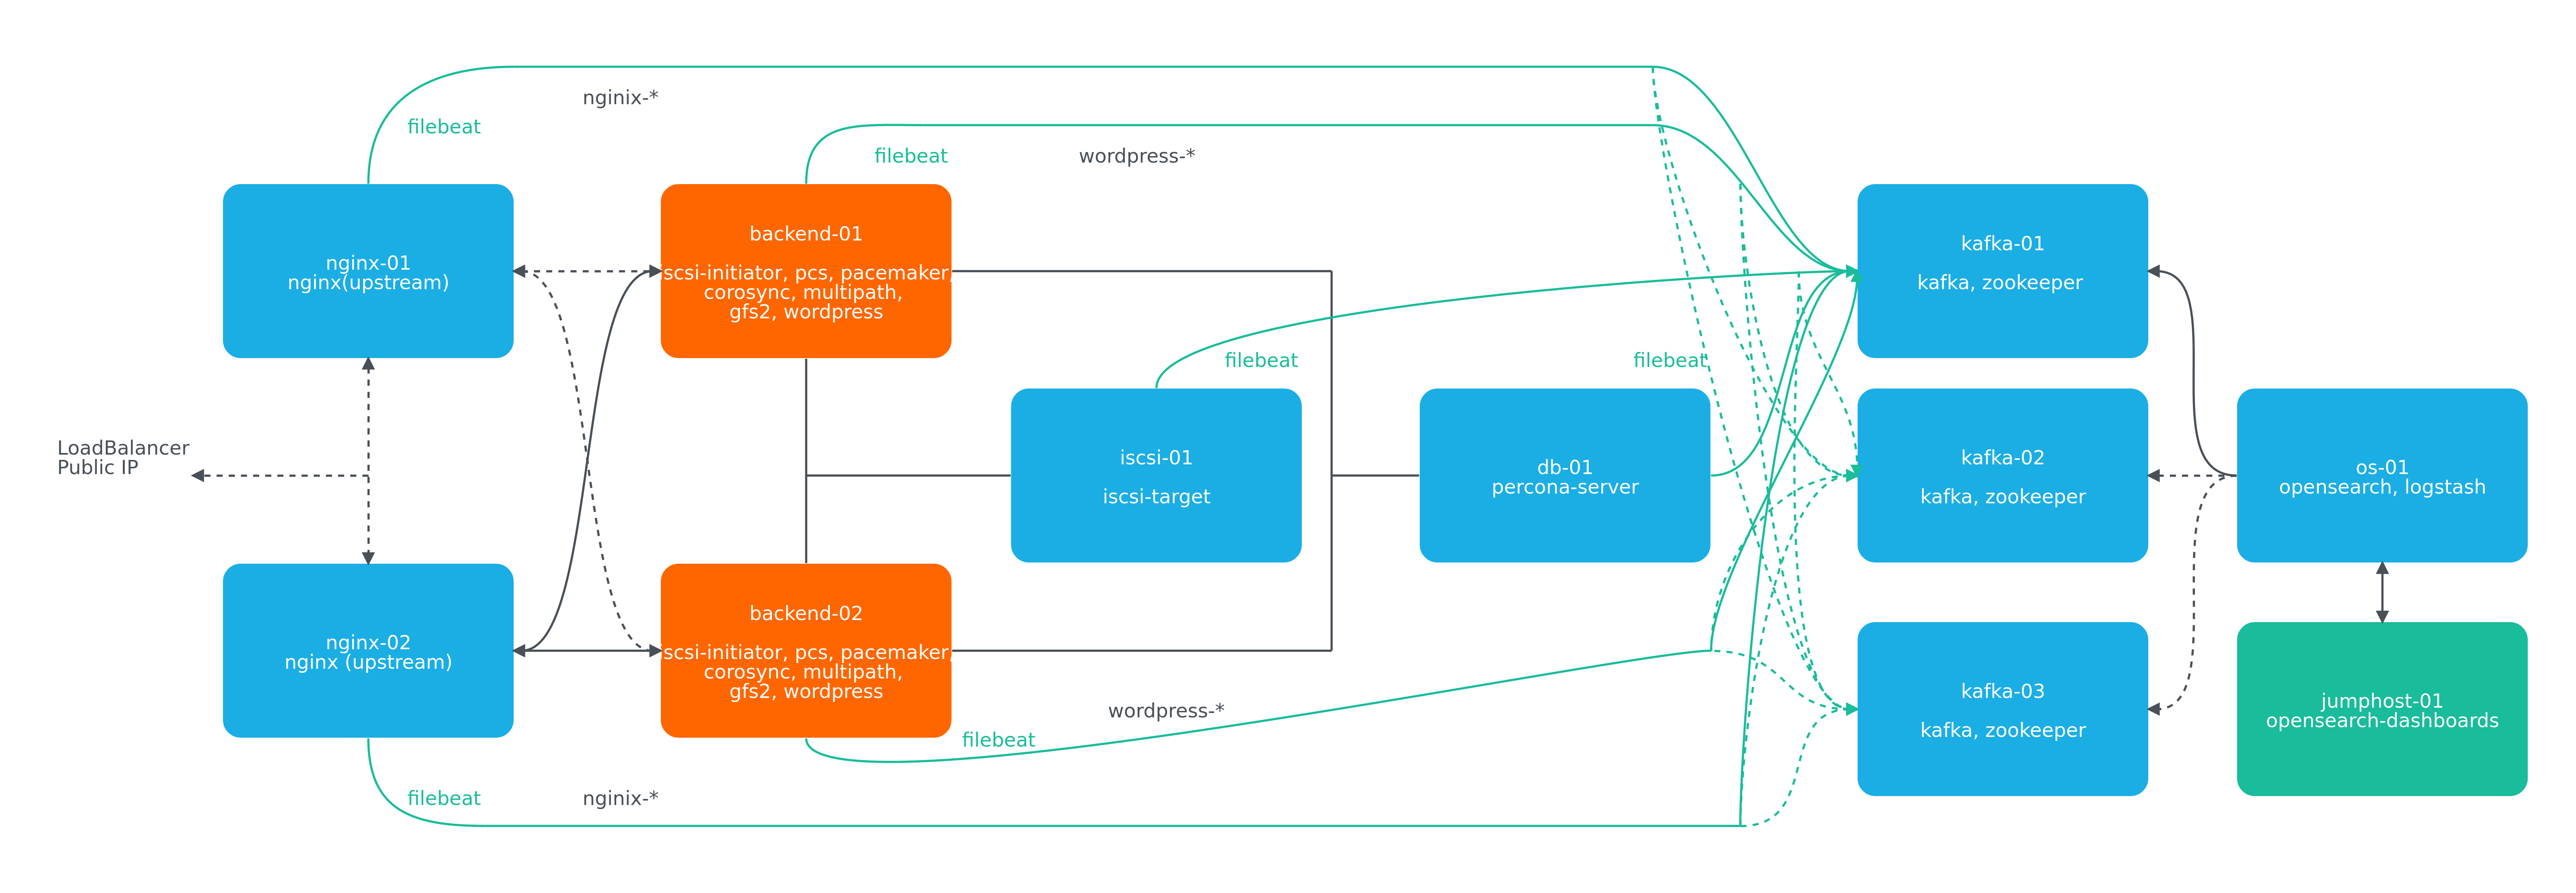 nginix-*
filebeat
filebeat
wordpress-*
nginx-01
nginx(upstream)
backend-01
scsi-initiator, pcs, pacemaker,
corosync, multipath,
gfs2, wordpress
kafka-01
kafka, zookeeper
filebeat
filebeat
LoadBalancer
Public IP
iscsi-01
iscsi-target
db-01
percona-server
kafka-02
kafka, zookeeper
os-01
opensearch, logstash
nginx-02
nginx (upstream)
backend-02
scsi-initiator, pcs, pacemaker,
corosync, multipath,
gfs2, wordpress
kafka-03
kafka, zookeeper
jumphost-01
opensearch-dashboards
wordpress-*
filebeat
filebeat
nginix-*